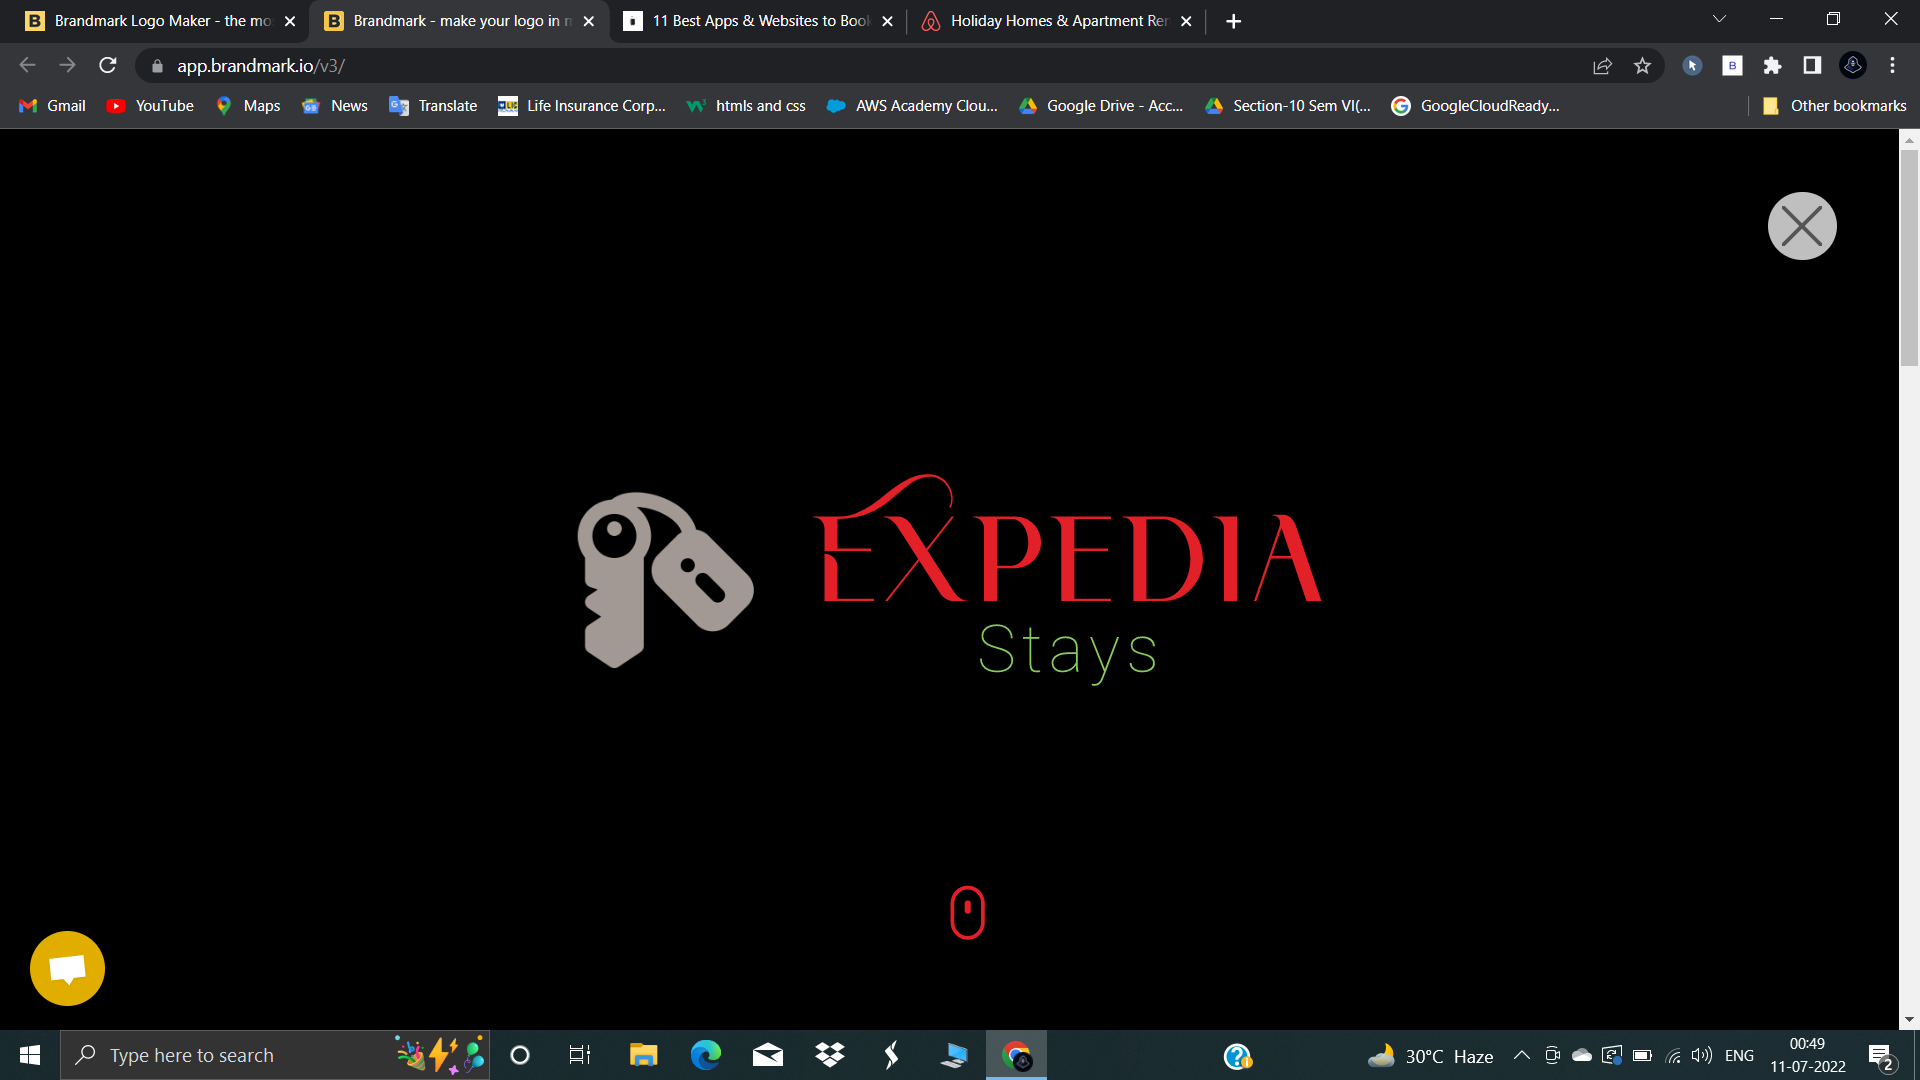 Brandmark Logo Maker - the mo
Brandmark - make your logo in m
11 Best Apps & Websites to Book
Holiday Homes & Apartment Ren
app.brandmark.io/v3/
Gmail
YouTube
Maps
News
Translate
Life Insurance Corp...
htmls and css
AWS Academy Clou...
Google Drive - Acc...
Section-10 Sem VI(...
GoogleCloudReady...
Other bookmarks
EXPEDIA
Stays
Type here to search
30°C Haze
ENG
00:49
11-07-2022
2